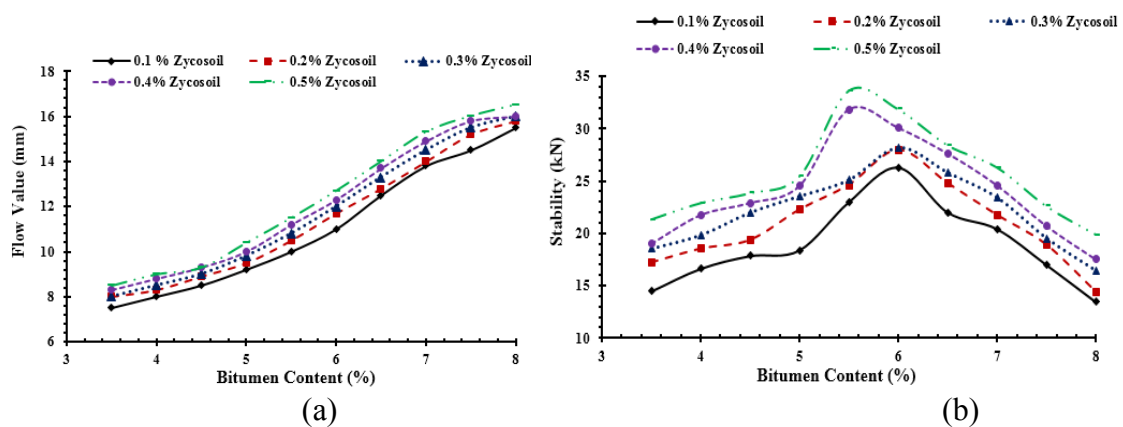 0.1 % Zycosoil 0.2% Zycosoil 0.3% Zycosoil
0.4% Zycosoil 0.5% Zycosoil
Flow Value (mm)
18
16
14
12
10
8
6
3 4 5 6 7 8
Bitumen Content (%)
(a)
0.1% Zycosoil 0.2% Zycosoil 0.3% Zycosoil
0.4% Zycosoil 0.5% Zycosoil
Stability (kN)
35
30
25
20
15
10
3 4 5 6 7 8
Bitumen Content (%)
(b)